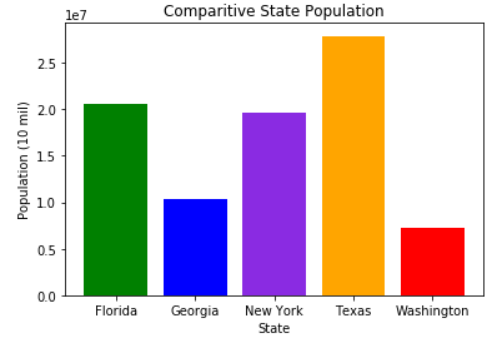 Comparitive State Population
1e7
2.5
2.0
1.5
1.0
0.5
0.0
Population (10 mil)
Florida Georgia New York Texas Washington
State